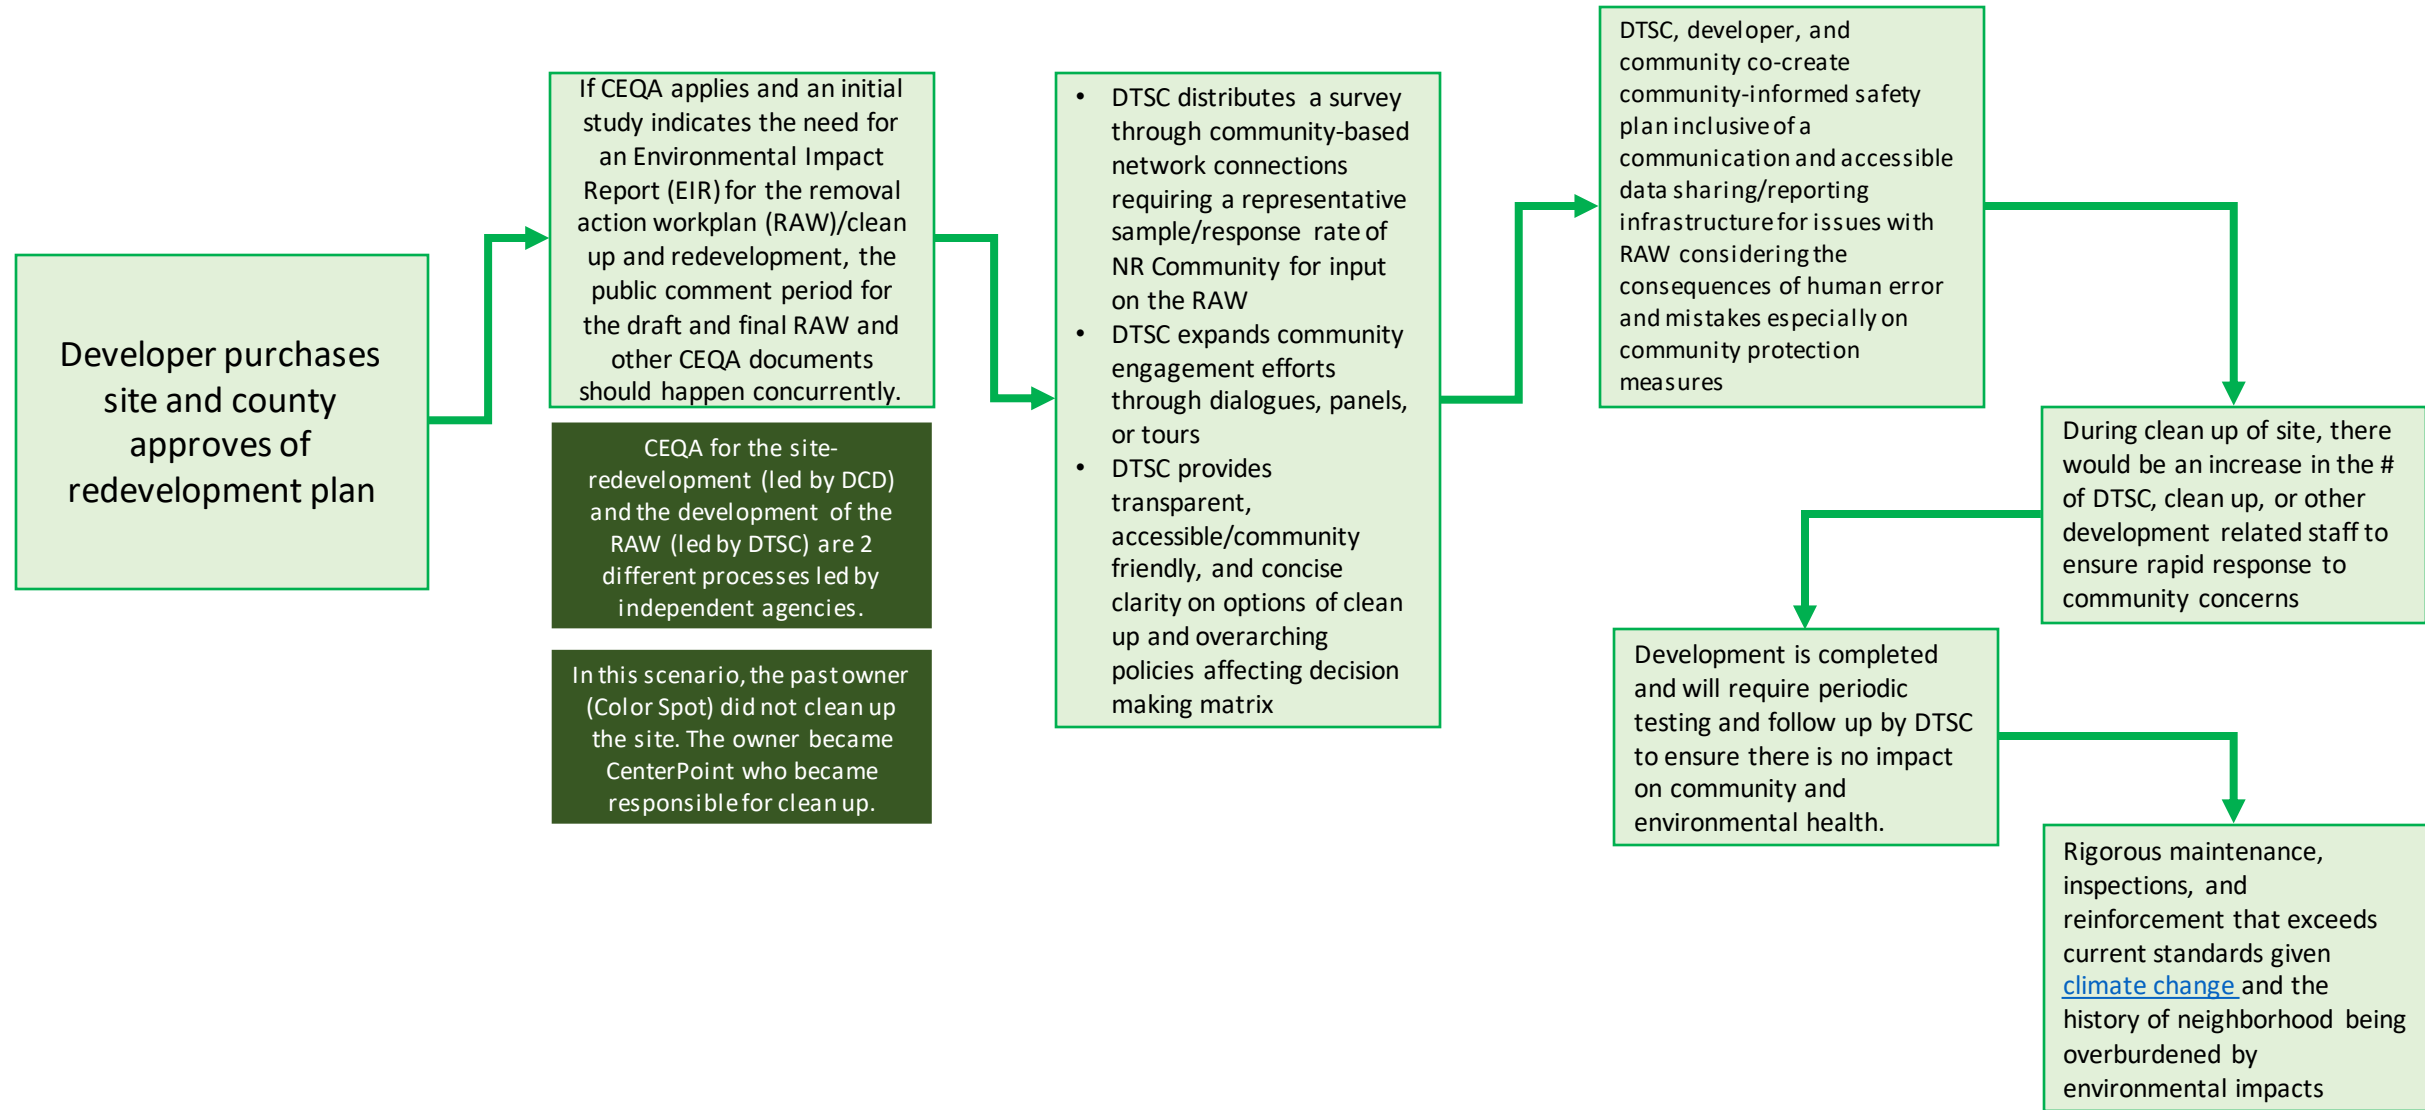 Developer purchases
site and county
approves of
redevelopment plan
If CEQA applies and an initial
study indicates the need for
an Environmental Impact
Report (EIR) for the removal
action workplan (RAW)/clean
up and redevelopment, the
public comment period for
the draft and final RAW and
other CEQA documents
should happen concurrently.
CEQA for the site-
redevelopment (led by DCD)
and the development of the
RAW (led by DTSC) are 2
different processes led by
independent agencies.
In this scenario, the past owner
(Color Spot) did not clean up
the site. The owner became
CenterPoint who became
responsible for clean up.
• DTSC distributes a survey
through community-based
network connections
requiring a representative
sample/response rate of
NR Community for input
on the RAW
• DTSC expands community
engagement efforts
through dialogues, panels,
or tours
• DTSC provides
transparent,
accessible/community
friendly, and concise
clarity on options of clean
up and overarching
policies affecting decision
making matrix
DTSC, developer, and
community co-create
community-informed safety
plan inclusive of a
communication and accessible
data sharing/reporting
infrastructure for issues with
RAW considering the
consequences of human error
and mistakes especially on
community protection
measures
During clean up of site, there
would be an increase in the #
of DTSC, clean up, or other
development related staff to
ensure rapid response to
community concerns
Development is completed
and will require periodic
testing and follow up by DTSC
to ensure there is no impact
on community and
environmental health.
Rigorous maintenance,
inspections, and
reinforcement that exceeds
current standards given
climate change and the
history of neighborhood being
overburdened by
environmental impacts